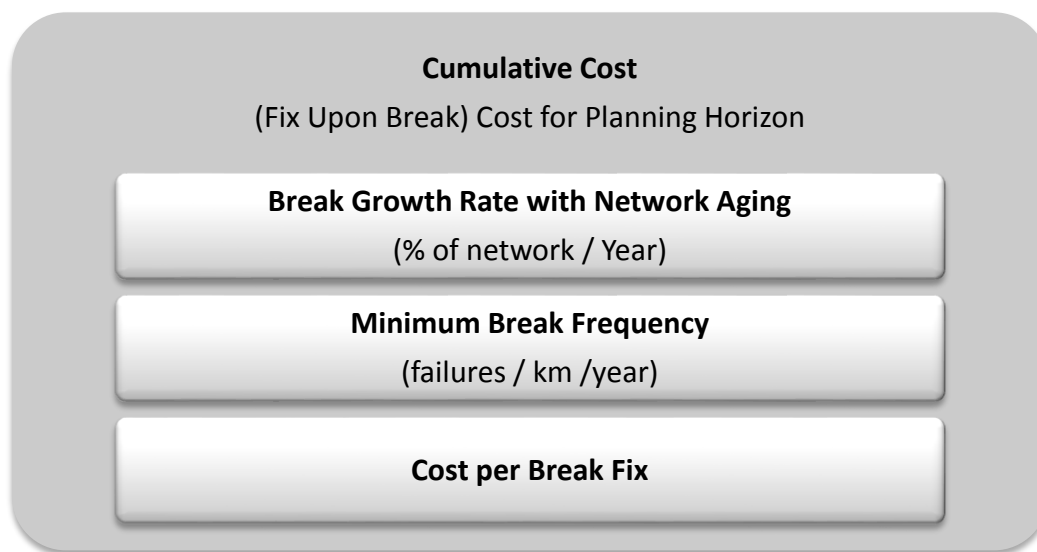 Cumulative Cost
(Fix Upon Break) Cost for Planning Horizon
Break Growth Rate with Network Aging
(% of network / Year)
Minimum Break Frequency
(failures / km /year)
Cost per Break Fix